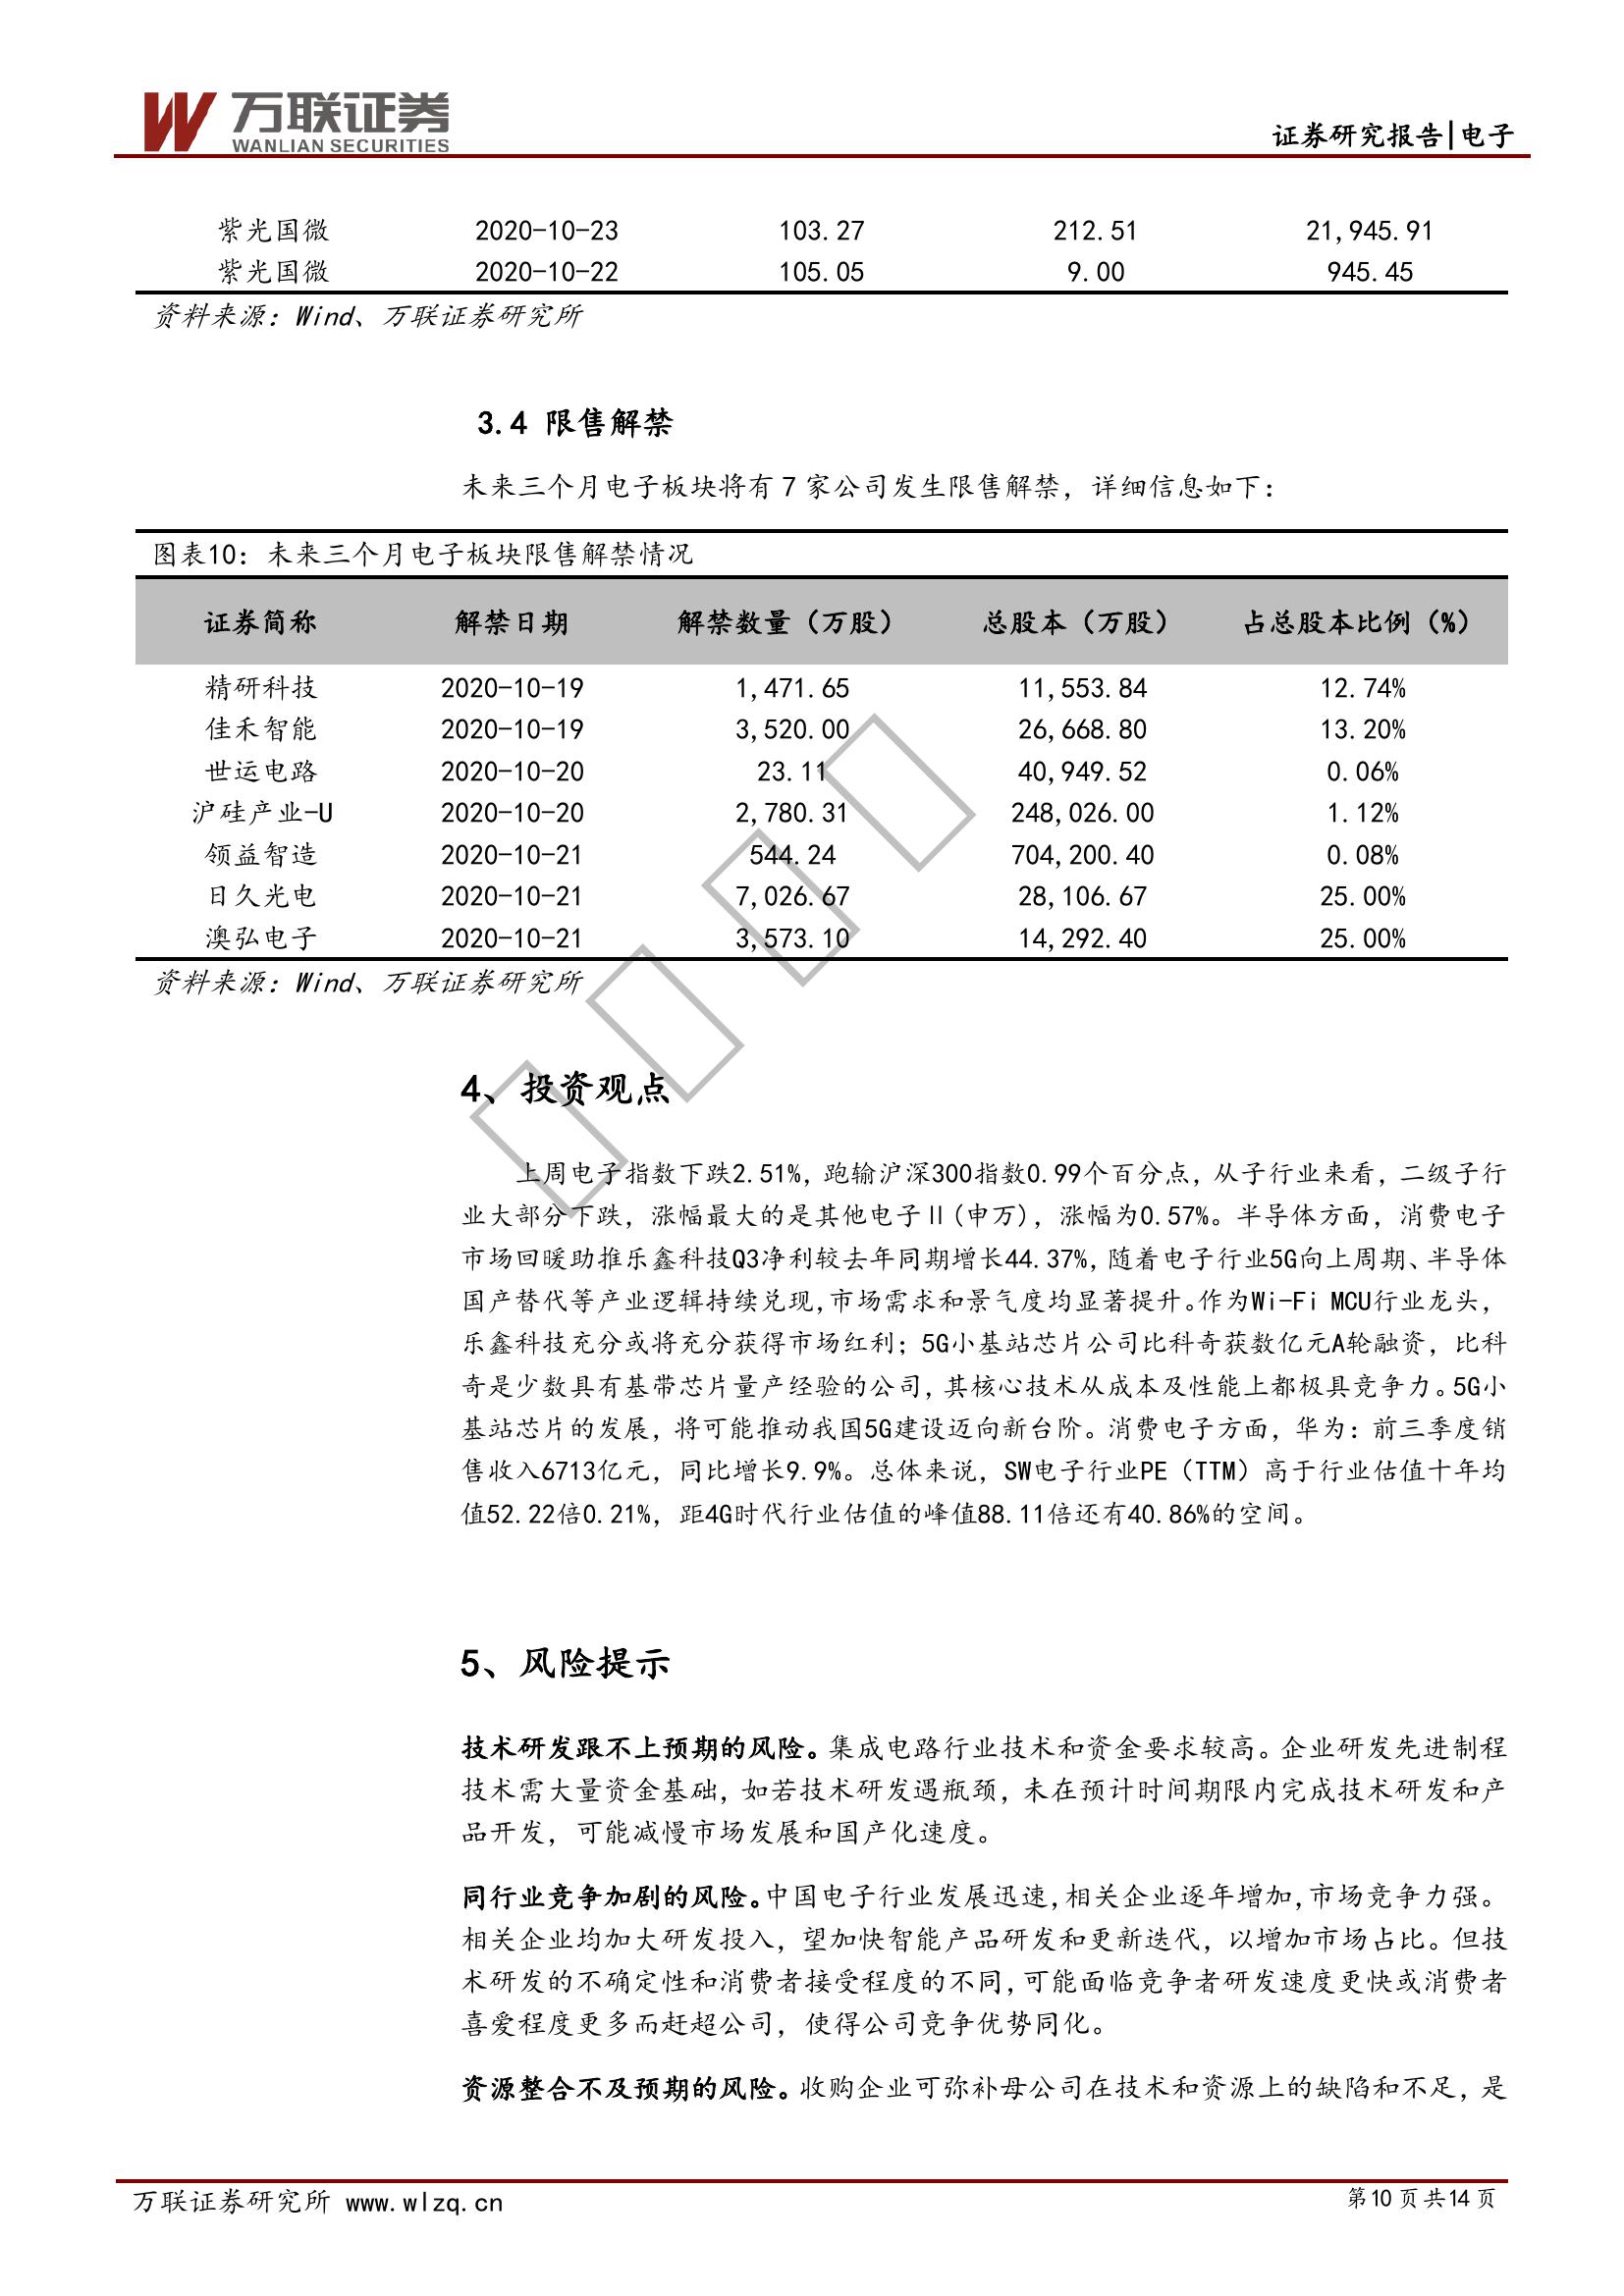 万联证券
WANLIAN SECURITIES
证券研究报告|电子
紫光国微 2020-10-23 103.27 212.51 21,945.91
紫光国微 2020-10-22 105.05 9.00 945.45
资料来源：Wind、万联证券研究所
3.4 限售解禁
未来三个月电子板块将有 7 家公司发生限售解禁，详细信息如下：
图表10：未来三个月电子板块限售解禁情况
证券简称 解禁日期 解禁数量（万股） 总股本（万股） 占总股本比例（%）
精研科技 2020-10-19 1,471.65 11,553.84 12.74%
佳禾智能 2020-10-19 3,520.00 26,668.80 13.20%
世运电路 2020-10-20 23.11 40,949.52 0.06%
沪硅产业-U 2020-10-20 2,780.31 248,026.00 1.12%
领益智造 2020-10-21 544.24 704,200.40 0.08%
日久光电 2020-10-21 7,026.67 28,106.67 25.00%
澳弘电子 2020-10-21 3,573.10 14,292.40 25.00%
资料来源：Wind、万联证券研究所
4、投资观点
上周电子指数下跌2.51%，跑输沪深300指数0.99个百分点，从子行业来看，二级子行
业大部分下跌，涨幅最大的是其他电子Ⅱ(申万)，涨幅为0.57%。半导体方面，消费电子
市场回暖助推乐鑫科技Q3净利较去年同期增长44.37%，随着电子行业5G向上周期、半导体
国产替代等产业逻辑持续兑现，市场需求和景气度均显著提升。作为Wi-Fi MCU行业龙头，
乐鑫科技充分或将充分获得市场红利；5G小基站芯片公司比科奇获数亿元A轮融资，比科
奇是少数具有基带芯片量产经验的公司，其核心技术从成本及性能上都极具竞争力。5G小
基站芯片的发展，将可能推动我国5G建设迈向新台阶。消费电子方面，华为：前三季度销
售收入6713亿元，同比增长9.9%。总体来说，SW电子行业PE（TTM）高于行业估值十年均
值52.22倍0.21%，距4G时代行业估值的峰值88.11倍还有40.86%的空间。
5、风险提示
技术研发跟不上预期的风险。集成电路行业技术和资金要求较高。企业研发先进制程
技术需大量资金基础，如若技术研发遇瓶颈，未在预计时间期限内完成技术研发和产
品开发，可能减慢市场发展和国产化速度。
同行业竞争加剧的风险。中国电子行业发展迅速，相关企业逐年增加，市场竞争力强。
相关企业均加大研发投入，望加快智能产品研发和更新迭代，以增加市场占比。但技
术研发的不确定性和消费者接受程度的不同，可能面临竞争者研发速度更快或消费者
喜爱程度更多而赶超公司，使得公司竞争优势同化。
资源整合不及预期的风险。收购企业可弥补母公司在技术和资源上的缺陷和不足，是
万联证券研究所 www.wlzq.cn
第 10 页 共 14 页